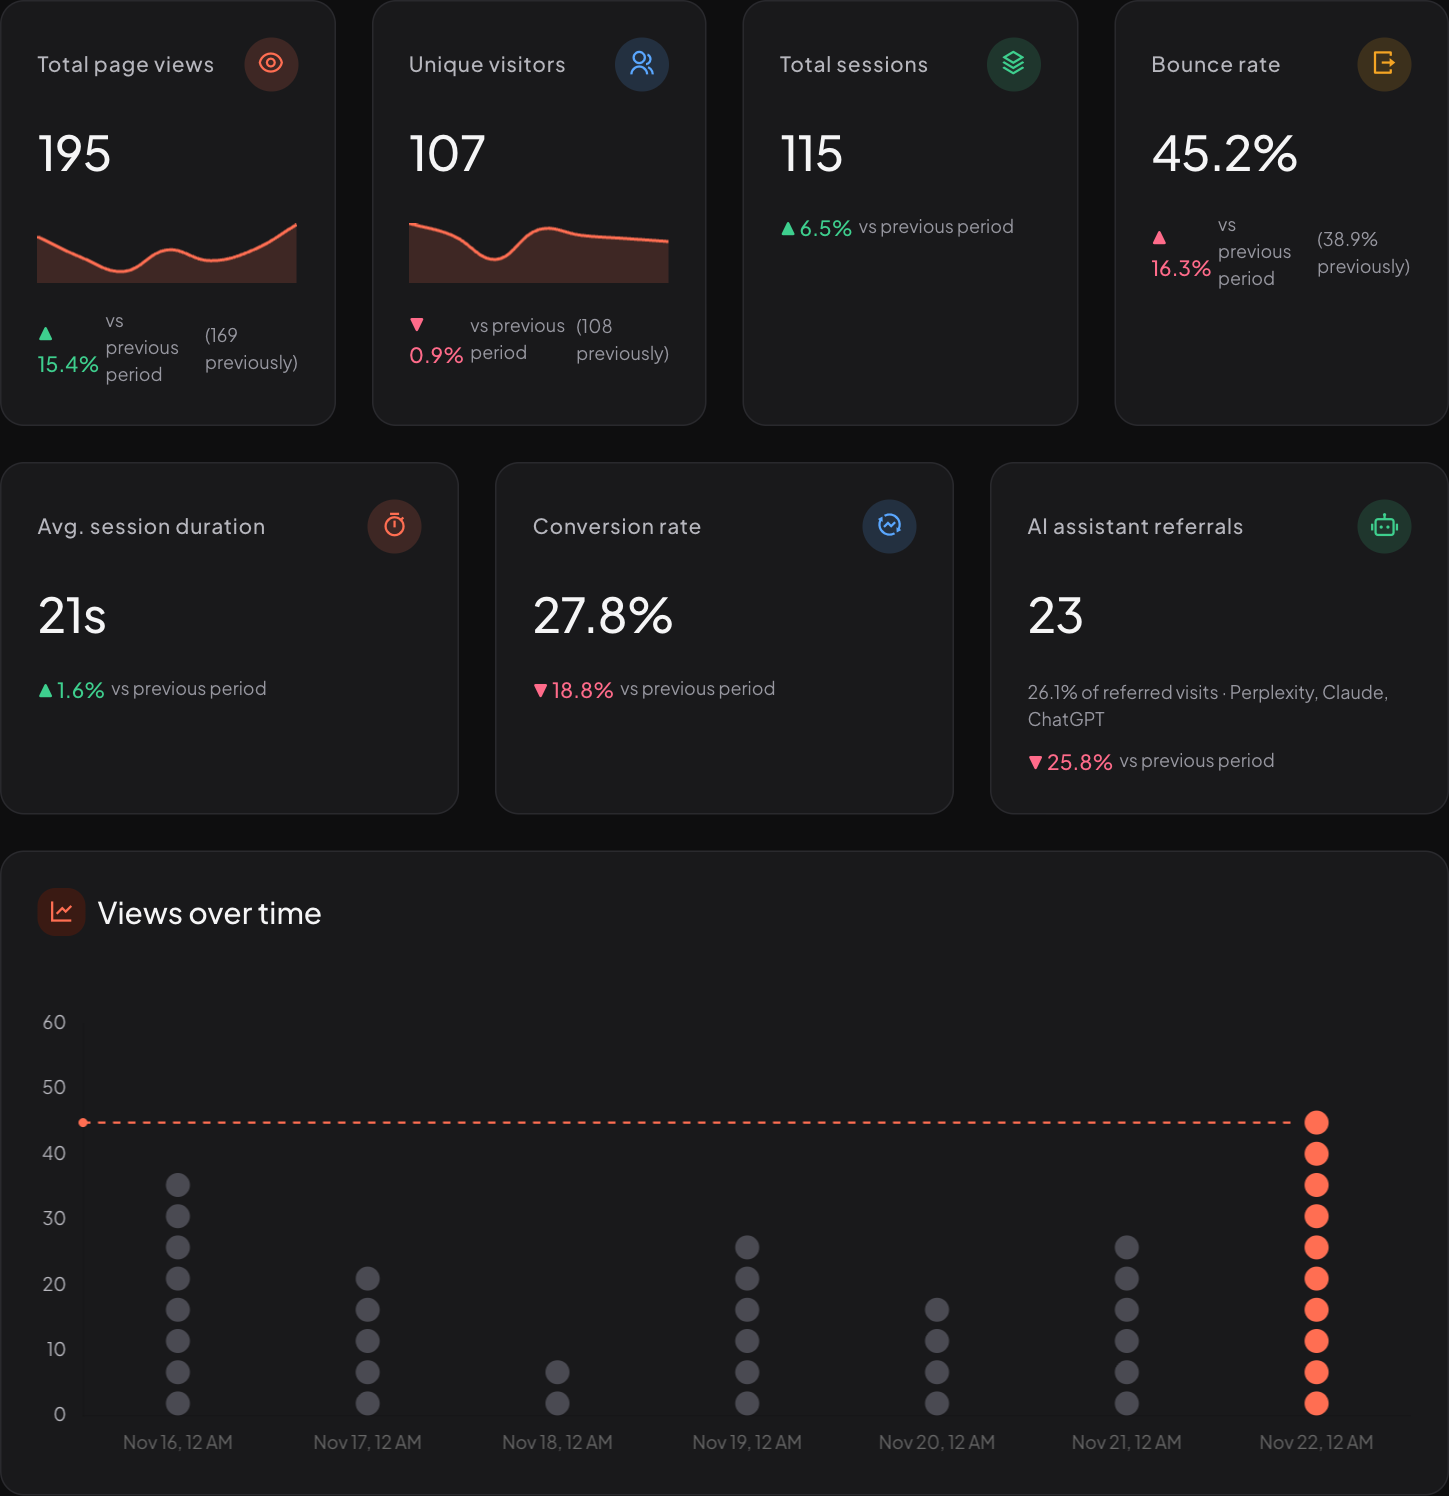 Total page views
195
▲ 15.4% vs previous period (169 previously)
Unique visitors
107
▼ 0.9% vs previous period (108 previously)
Total sessions
115
▲ 6.5% vs previous period
Bounce rate
45.2%
▲ 16.3% vs previous period (38.9% previously)
Avg. session duration
21s
▲ 1.6% vs previous period
Conversion rate
27.8%
▼ 18.8% vs previous period
AI assistant referrals
23
26.1% of referred visits · Perplexity, Claude,
ChatGPT
▼ 25.8% vs previous period
Views over time
60
50
40
30
20
10
0
Nov 16, 12 AM
Nov 17, 12 AM
Nov 18, 12 AM
Nov 19, 12 AM
Nov 20, 12 AM
Nov 21, 12 AM
Nov 22, 12 AM